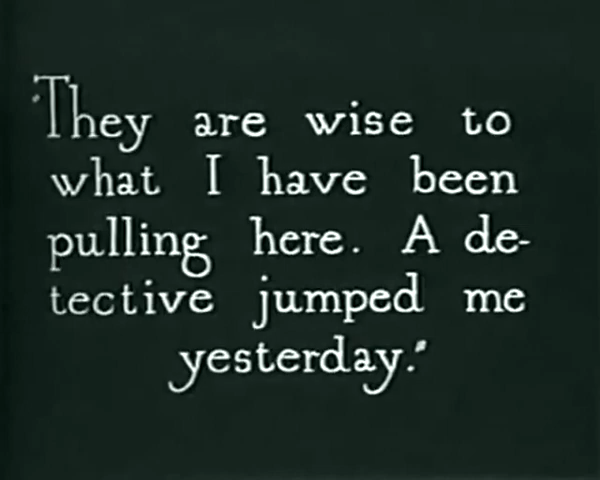 "They are wise to
what I have been
pulling here. A de-
tective jumped me
yesterday."